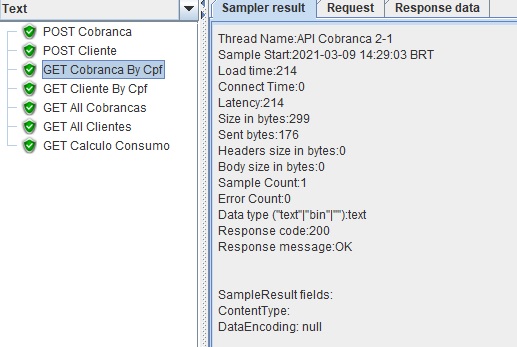 Text
POST Cobranca
POST Cliente
GET Cobranca By Cpf
GET Cliente By Cpf
GET All Cobrancas
GET All Clientes
GET Calculo Consumo
Sampler result
Request
Response data
Thread Name:API Cobranca 2-1
Sample Start:2021-03-09 14:29:03 BRT
Load time:214
Connect Time:0
Latency:214
Size in bytes:299
Sent bytes:176
Headers size in bytes:0
Body size in bytes:0
Sample Count:1
Error Count:0
Data type ("text"|"bin"|""):text
Response code:200
Response message:OK
SampleResult fields:
ContentType:
DataEncoding: null